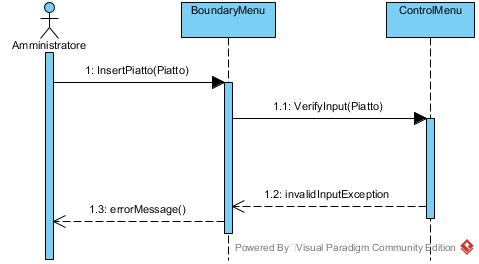 BoundaryMenu
ControlMenu
Amministratore
1: InsertPiatto(Piatto)
1.1: VerifyInput(Piatto)
1.2: invalidInputException
1.3: errorMessage()
Powered By Visual Paradigm Community Edition